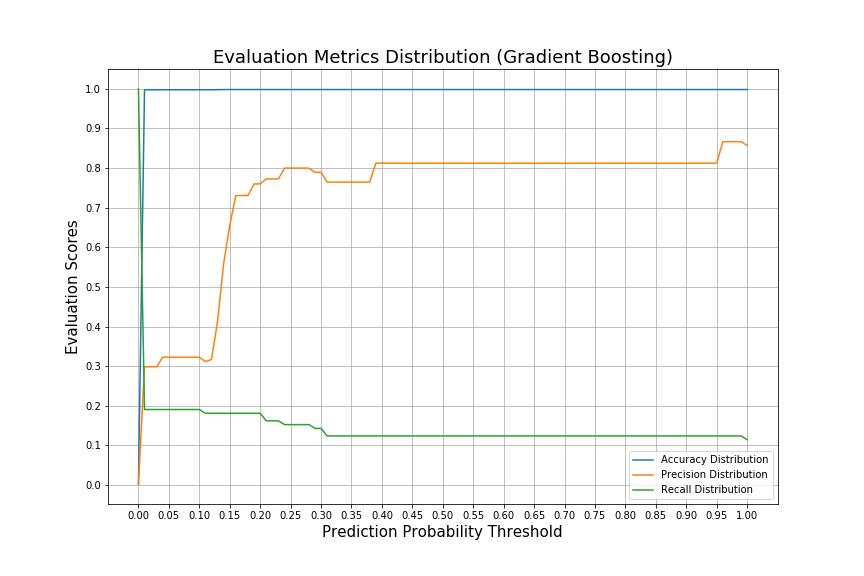 Evaluation Metrics Distribution (Gradient Boosting)
Evaluation Scores
1.0
0.9
0.8
0.7
0.6
0.5
0.4
0.3
0.2
0.1
0.0
Accuracy Distribution
Precision Distribution
Recall Distribution
0.00 0.05 0.10 0.15 0.20 0.25 0.30 0.35 0.40 0.45 0.50 0.55 0.60 0.65 0.70 0.75 0.80 0.85 0.90 0.95 1.00
Prediction Probability Threshold